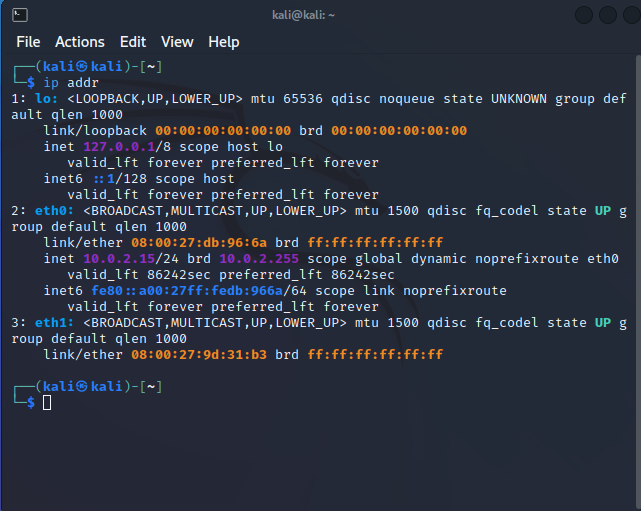 kali@kali: ~
File Actions Edit View Help
┌──(kali㉿kali)-[~]
└─$ ip addr
1: lo: <LOOPBACK,UP,LOWER_UP> mtu 65536 qdisc noqueue state UNKNOWN group def
ault qlen 1000
    link/loopback 00:00:00:00:00:00 brd 00:00:00:00:00:00
    inet 127.0.0.1/8 scope host lo
       valid_lft forever preferred_lft forever
    inet6 ::1/128 scope host
       valid_lft forever preferred_lft forever
2: eth0: <BROADCAST,MULTICAST,UP,LOWER_UP> mtu 1500 qdisc fq_codel state UP g
roup default qlen 1000
    link/ether 08:00:27:db:96:6a brd ff:ff:ff:ff:ff:ff
    inet 10.0.2.15/24 brd 10.0.2.255 scope global dynamic noprefixroute eth0
       valid_lft 86242sec preferred_lft 86242sec
    inet6 fe80::a00:27ff:fedb:966a/64 scope link noprefixroute
       valid_lft forever preferred_lft forever
3: eth1: <BROADCAST,MULTICAST,UP,LOWER_UP> mtu 1500 qdisc fq_codel state UP g
roup default qlen 1000
    link/ether 08:00:27:9d:31:b3 brd ff:ff:ff:ff:ff:ff
┌──(kali㉿kali)-[~]
└─$